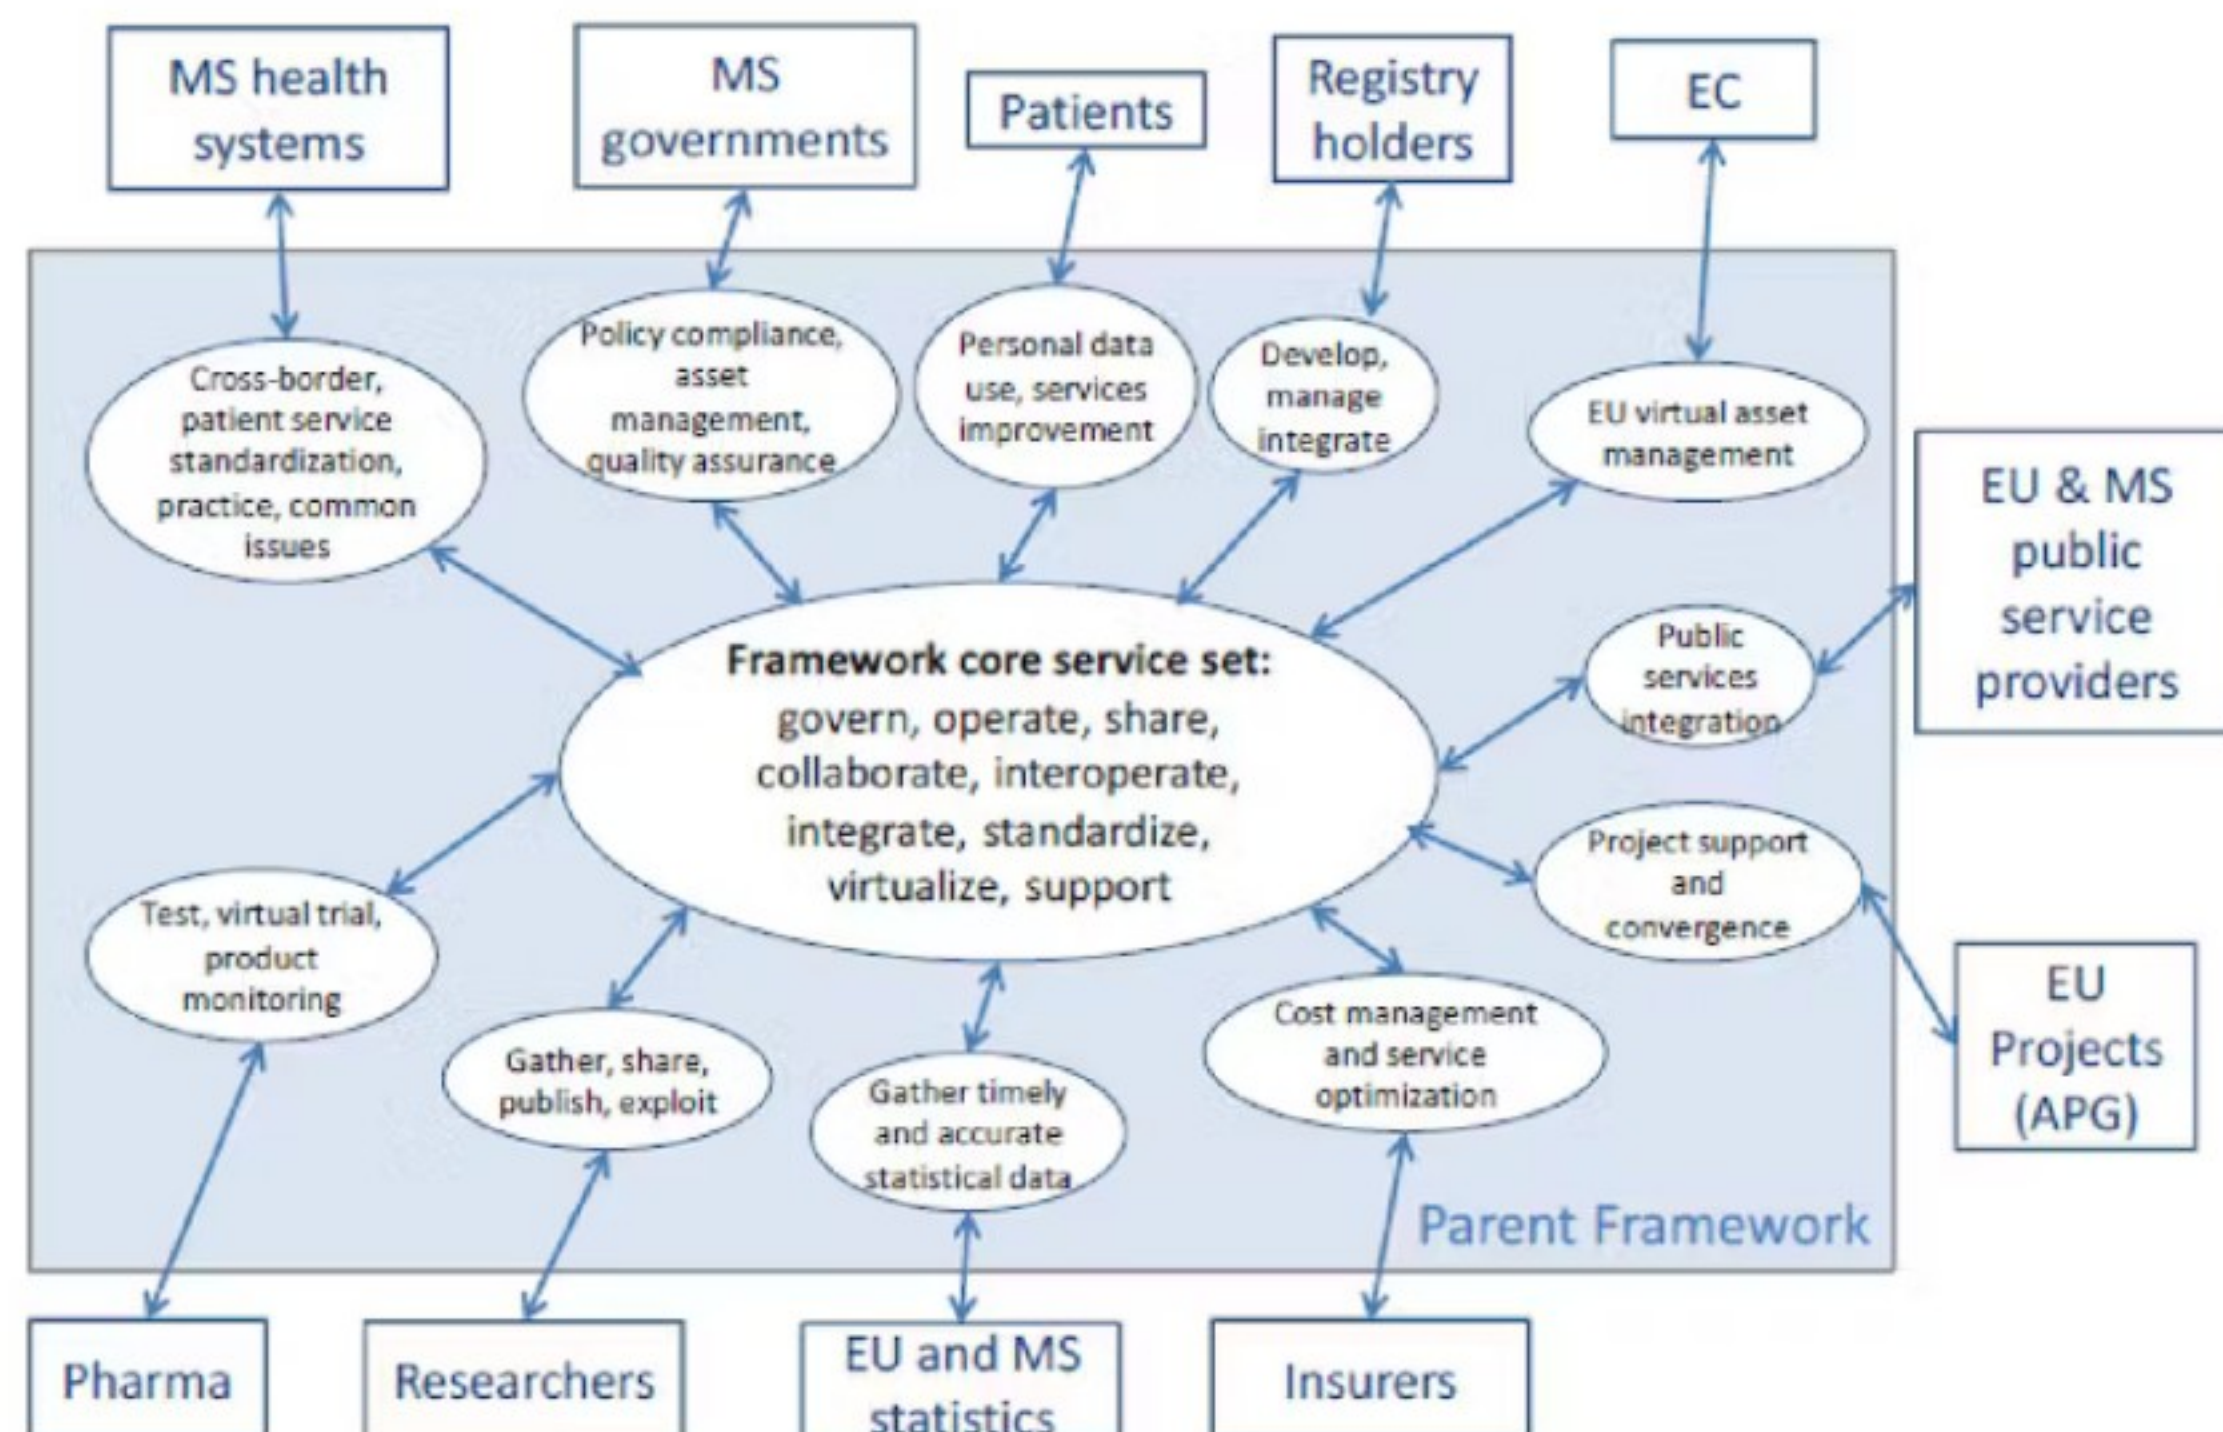 MS health
systems
MS
governments
Patients
Registry
holders
EC
Cross-border,
patient service
standardization,
practice, common
issues
Policy compliance,
asset
management,
quality assurance
Personal data
use, services
improvement
Develop,
manage
integrate
EU virtual asset
management
EU & MS
public
service
providers
Public
services
integration
Framework core service set:
govern, operate, share,
collaborate, interoperate,
integrate, standardize,
virtualize, support
Project support
and
convergence
EU
Projects
(APG)
Test, virtual trial,
product
monitoring
Gather, share,
publish, exploit
Gather timely
and accurate
statistical data
Cost management
and service
optimization
Parent Framework
Pharma
Researchers
EU and MS
statistics
Insurers